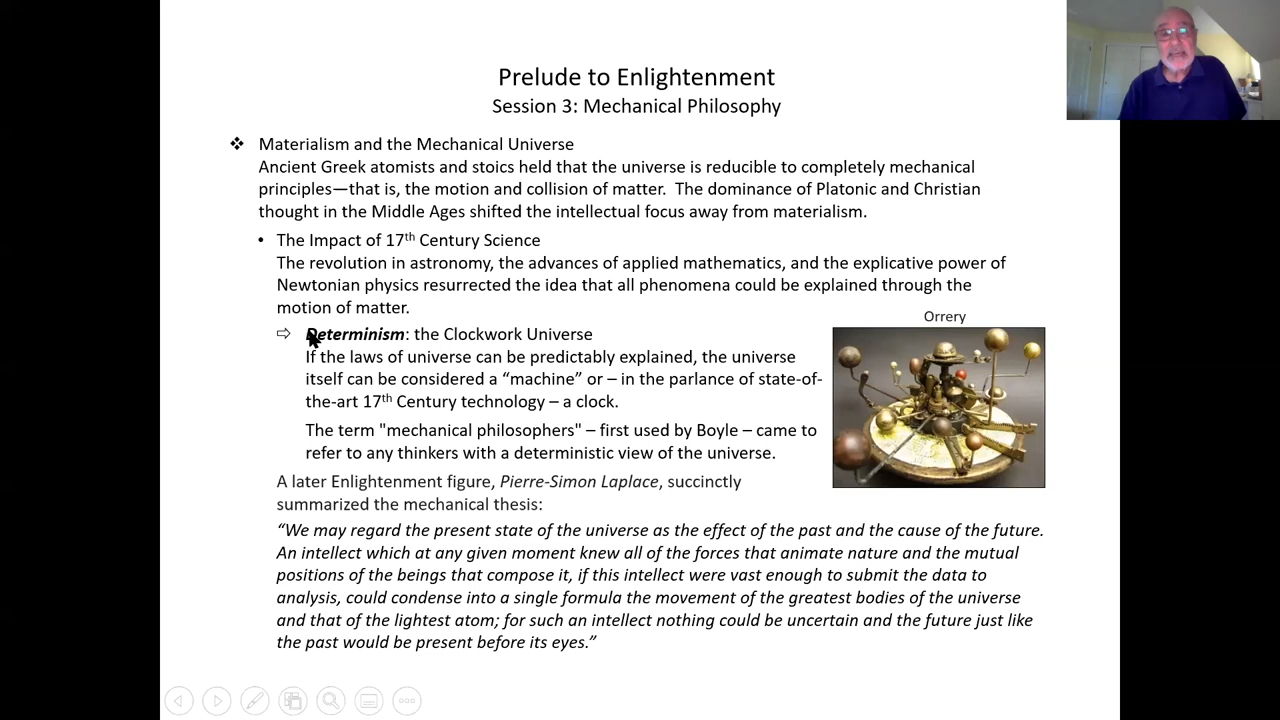 Prelude to Enlightenment
Session 3: Mechanical Philosophy
❖ Materialism and the Mechanical Universe
Ancient Greek atomists and stoics held that the universe is reducible to completely mechanical
principles—that is, the motion and collision of matter.  The dominance of Platonic and Christian
thought in the Middle Ages shifted the intellectual focus away from materialism.
• The Impact of 17th Century Science
The revolution in astronomy, the advances of applied mathematics, and the explicative power of
Newtonian physics resurrected the idea that all phenomena could be explained through the
motion of matter.
Orrery
⇨ Determinism: the Clockwork Universe
If the laws of universe can be predictably explained, the universe
itself can be considered a “machine” or – in the parlance of state-of-
the-art 17th Century technology – a clock.
The term "mechanical philosophers" – first used by Boyle – came to
refer to any thinkers with a deterministic view of the universe.
A later Enlightenment figure, Pierre-Simon Laplace, succinctly
summarized the mechanical thesis:
“We may regard the present state of the universe as the effect of the past and the cause of the future.
An intellect which at any given moment knew all of the forces that animate nature and the mutual
positions of the beings that compose it, if this intellect were vast enough to submit the data to
analysis, could condense into a single formula the movement of the greatest bodies of the universe
and that of the lightest atom; for such an intellect nothing could be uncertain and the future just like
the past would be present before its eyes.”